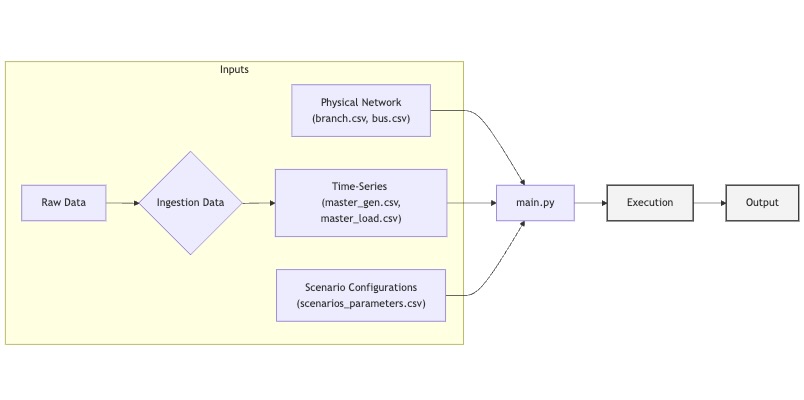 Inputs
Physical Network
(branch.csv, bus.csv)
Raw Data
Ingestion Data
Time-Series
(master_gen.csv,
master_load.csv)
main.py
Execution
Output
Scenario Configurations
(scenarios_parameters.csv)